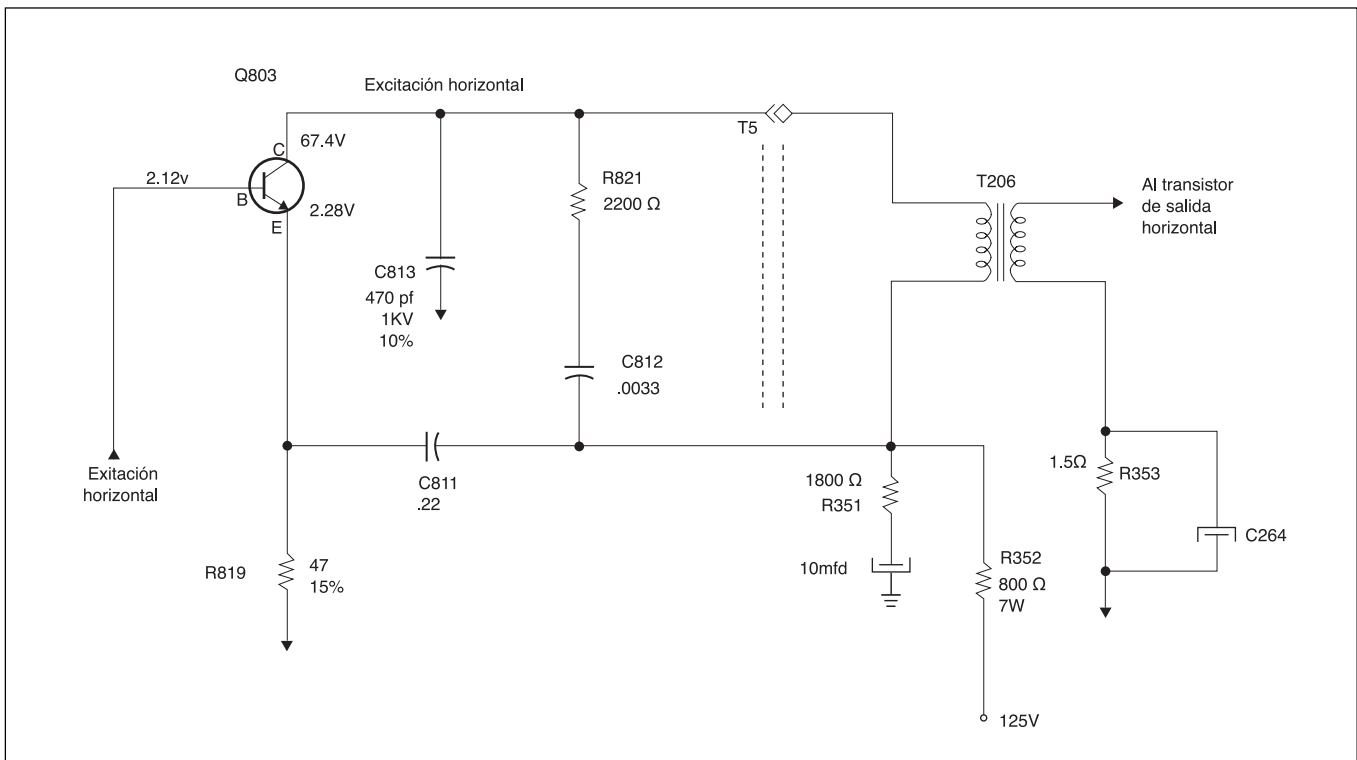 Q803
Excitación horizontal
T5
C
67.4V
2.12v
B
2.28V
E
R821
2200 Ω
T206
Al transistor
de salida
horizontal
C813
470 pf
1KV
10%
C812
.0033
Exitación
horizontal
C811
.22
1800 Ω
R351
1.5Ω
R353
C264
R819
47
15%
10mfd
R352
800 Ω
7W
125V